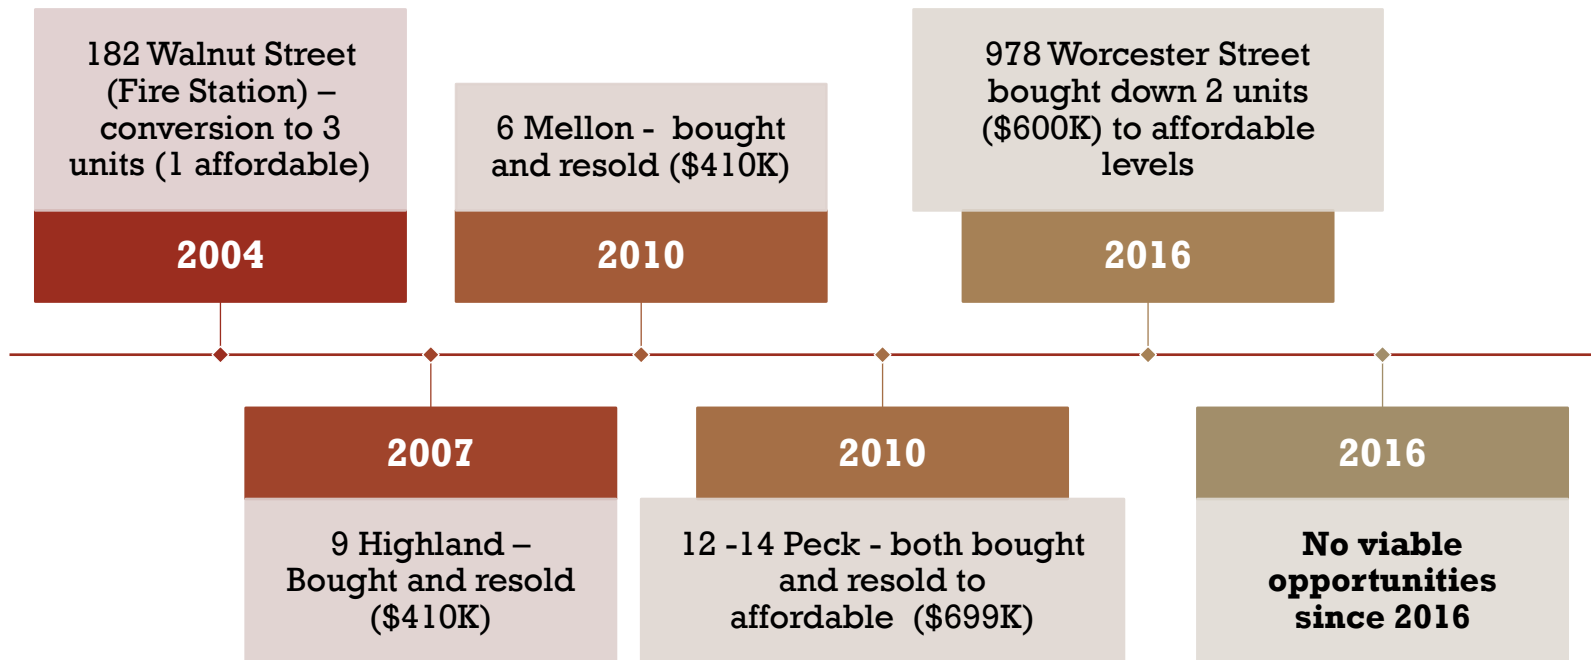 182 Walnut Street
(Fire Station) –
conversion to 3
units (1 affordable)
2004
2007
9 Highland –
Bought and resold
($410K)
6 Mellon -  bought
and resold ($410K)
2010
2010
12 -14 Peck - both bought
and resold to
affordable  ($699K)
978 Worcester Street
bought down 2 units
($600K) to affordable
levels
2016
2016
No viable
opportunities
since 2016